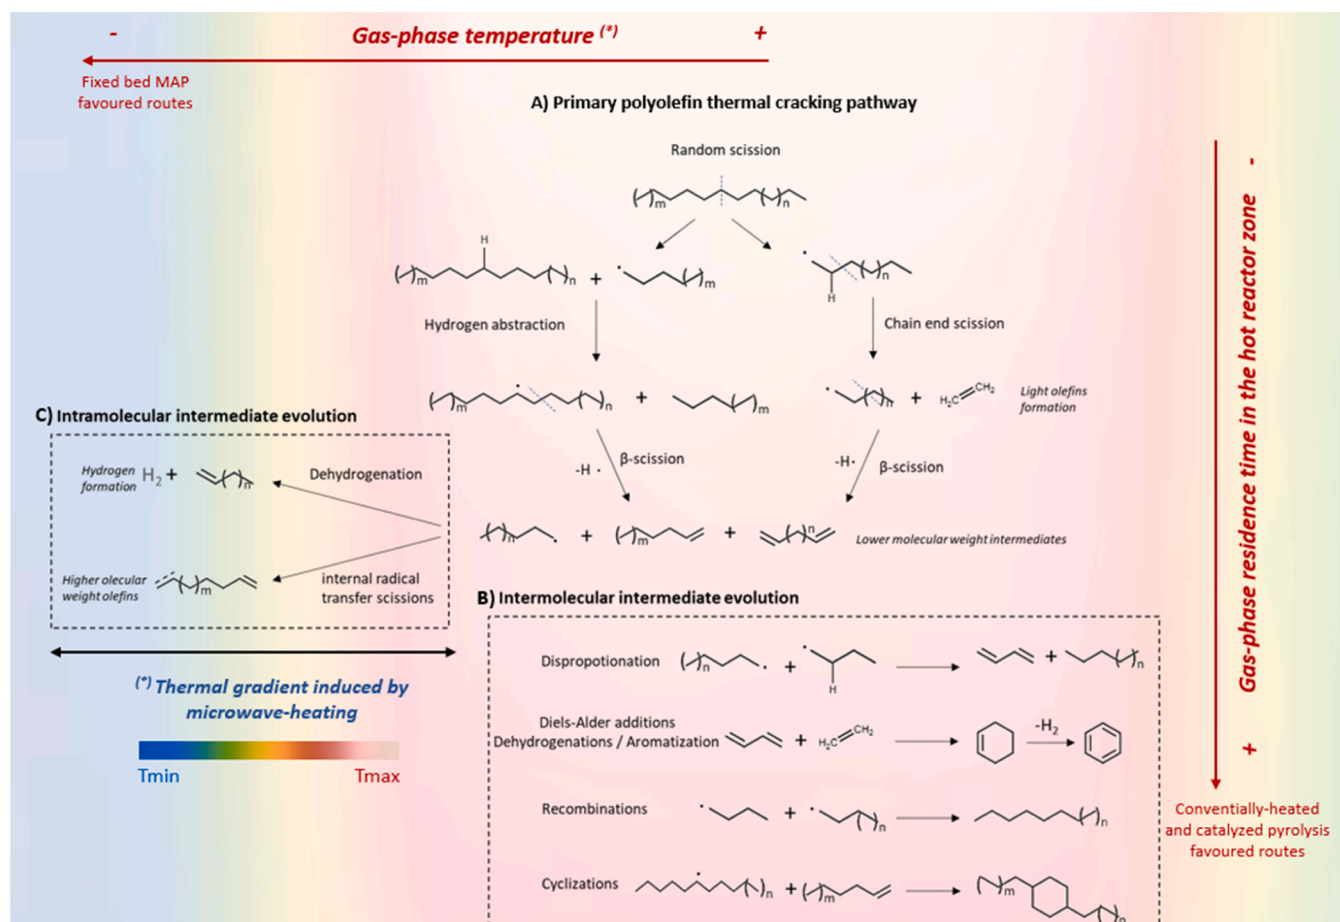 - Gas-phase temperature (*) +
Fixed bed MAP
favoured routes
A) Primary polyolefin thermal cracking pathway
Random scission
m n
H
m n + m
n
H
Hydrogen abstraction
Chain end scission
m n + m
n + H₂C CH₂
Light olefins
formation
-H · β-scission
-H· β-scission
n · + m + n
Lower molecular weight intermediates
C) Intramolecular intermediate evolution
Hydrogen
formation
H₂ + n
Dehydrogenation
Higher olecular
weight olefins
m
internal radical
transfer scissions
(*) Thermal gradient induced by
microwave-heating
Tmin Tmax
B) Intermolecular intermediate evolution
Dispropotionation
n · + H + n
Diels-Alder additions
Dehydrogenations / Aromatization
+ H₂C CH₂ -H₂
Recombinations
+ n n
Cyclizations
n + m m n
- Gas-phase residence time in the hot reactor zone +
Conventially-heated
and catalyzed pyrolysis
favoured routes